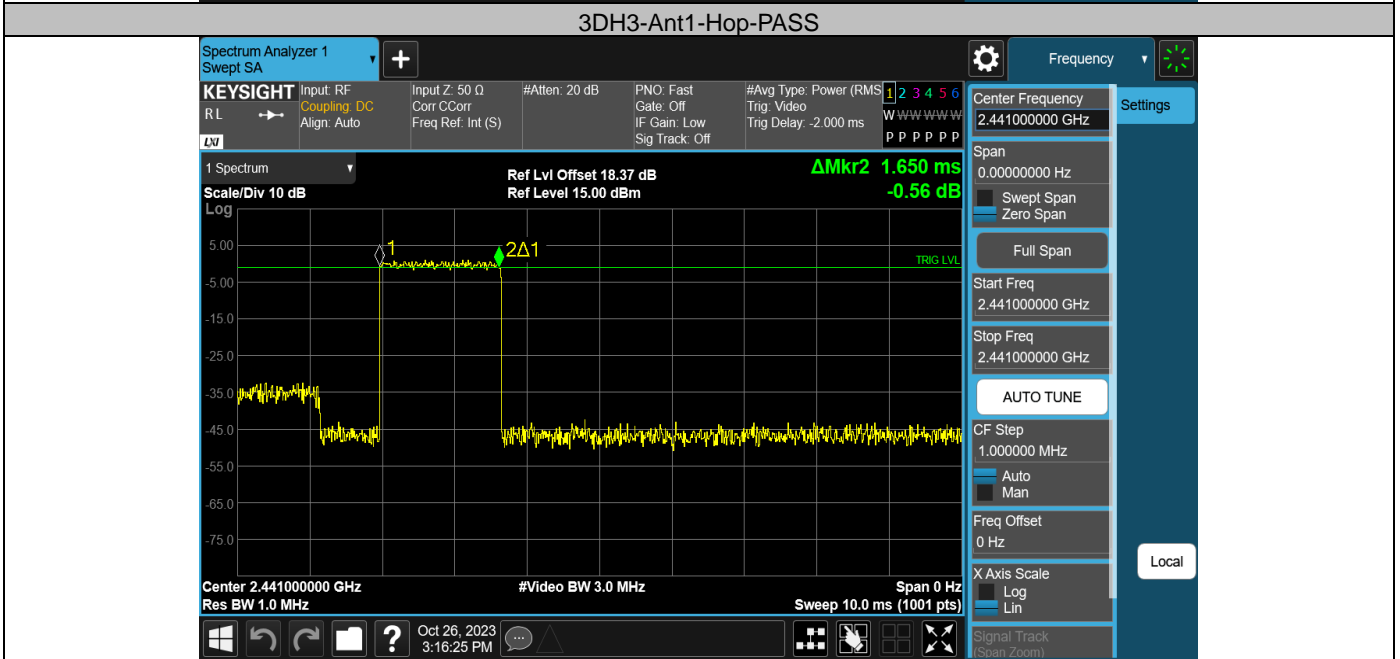 3DH3-Ant1-Hop-PASS
Spectrum Analyzer 1
Swept SA
+
Frequency
KEYSIGHT
RL
LXI
Input: RF
Coupling: DC
Align: Auto
Input Z: 50 Ω
Corr CCorr
Freq Ref: Int (S)
#Atten: 20 dB
PNO: Fast
Gate: Off
IF Gain: Low
Sig Track: Off
#Avg Type: Power (RMS
Trig: Video
Trig Delay: -2.000 ms
1 2 3 4 5 6
W W W W W W
P P P P P P
Settings
1 Spectrum
Scale/Div 10 dB
Ref Lvl Offset 18.37 dB
Ref Level 15.00 dBm
ΔMkr2 1.650 ms
-0.56 dB
Log
5.00
-5.00
-15.0
-25.0
-35.0
-45.0
-55.0
-65.0
-75.0
1
2Δ1
TRIG LVL
Center 2.441000000 GHz
Res BW 1.0 MHz
#Video BW 3.0 MHz
Span 0 Hz
Sweep 10.0 ms (1001 pts)
Center Frequency
2.441000000 GHz
Span
0.00000000 Hz
Swept Span
Zero Span
Full Span
Start Freq
2.441000000 GHz
Stop Freq
2.441000000 GHz
AUTO TUNE
CF Step
1.000000 MHz
Auto
Man
Freq Offset
0 Hz
X Axis Scale
Log
Lin
Signal Track
(Span Zoom)
Local
?
Oct 26, 2023
3:16:25 PM